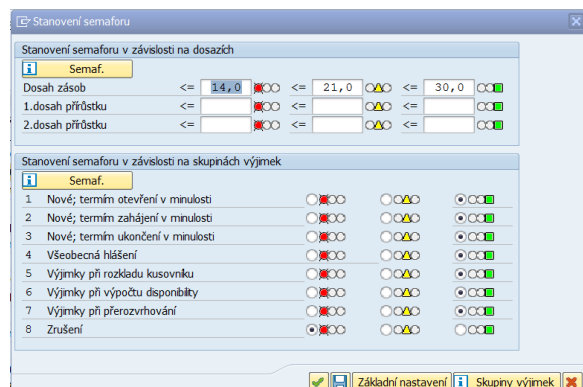 Stanovení semaforu
Stanovení semaforu v závislosti na dosazích
Semaf.
Dosah zásob <= 14,0 <= 21,0 <= 30,0
1.dosah přírůstku <= <= <=
2.dosah přírůstku <= <= <=
Stanovení semaforu v závislosti na skupinách výjimek
Semaf.
1 Nové; termím otevření v minulosti
2 Nové; termím zahájení v minulosti
3 Nové; termím ukončení v minulosti
4 Všeobecná hlášení
5 Výjimky při rozkladu kusovníku
6 Výjimky při výpočtu disponibility
7 Výjimky při přerozvrhování
8 Zrušení
Základní nastavení Skupiny výjimek